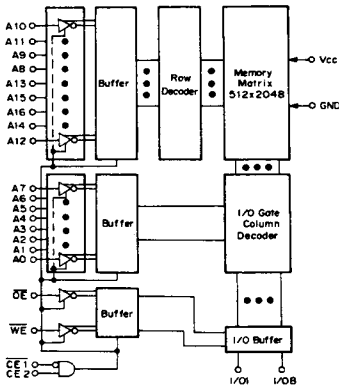 A10
A11
A9
A8
A13
A15
A16
A14
A12
Buffer
Row
Decoder
Memory
Matrix
512x2048
Vcc
GND
A7
A6
A5
A4
A3
A2
A1
A0
Buffer
I/O Gate
Column
Decoder
OE
WE
Buffer
I/O Buffer
CE1
CE2
I/O1
I/O8